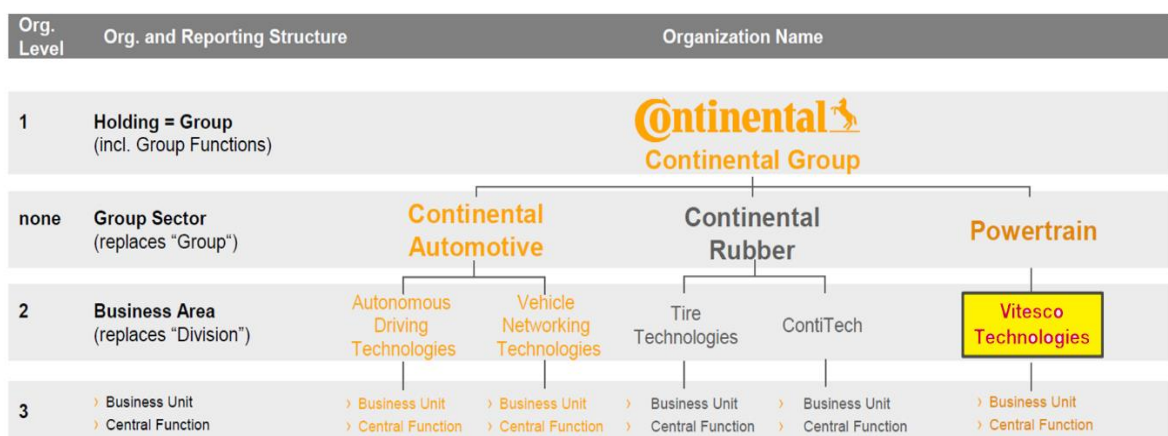 Org. Level
Org. and Reporting Structure
Organization Name
1
Holding = Group
(incl. Group Functions)
Continental
Continental Group
none
Group Sector
(replaces “Group“)
Continental
Automotive
Continental
Rubber
Powertrain
2
Business Area
(replaces “Division”)
Autonomous
Driving
Technologies
Vehicle
Networking
Technologies
Tire
Technologies
ContiTech
Vitesco
Technologies
3
› Business Unit
› Central Function
› Business Unit
› Central Function
› Business Unit
› Central Function
› Business Unit
› Central Function
› Business Unit
› Central Function
› Business Unit
› Central Function